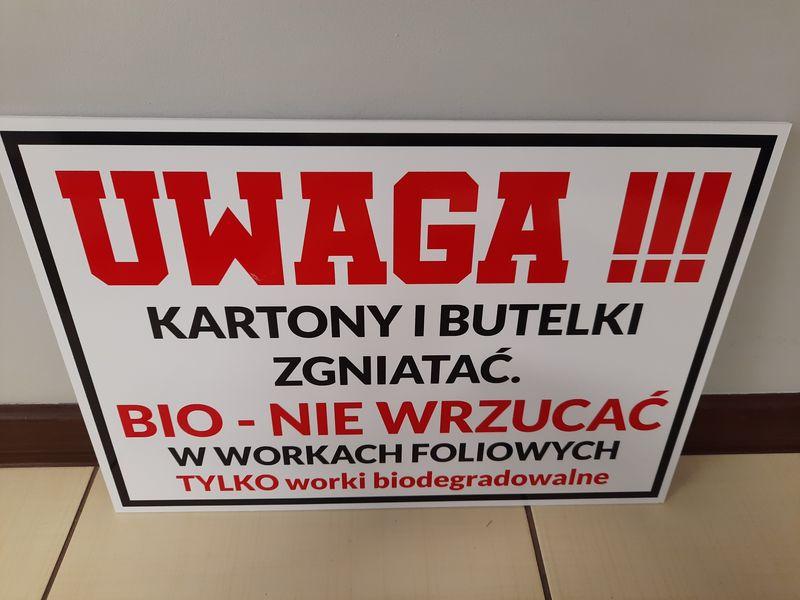 UWAGA !!!
KARTONY I BUTELKI
ZGNIATAĆ.
BIO - NIE WRZUCAĆ
W WORKACH FOLIOWYCH
TYLKO worki biodegradowalne